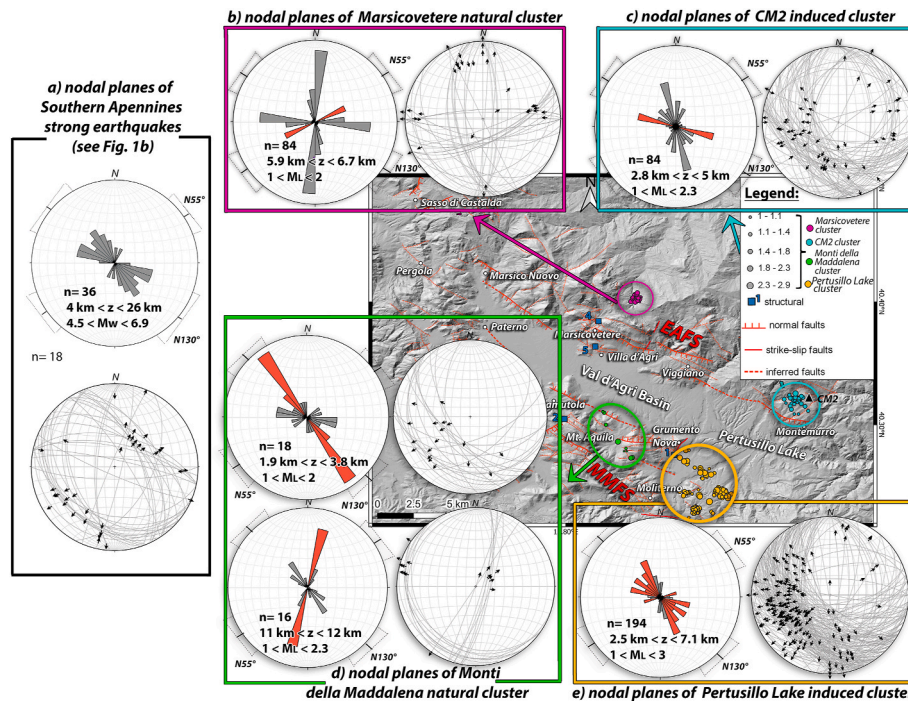 b) nodal planes of Marsicovetere natural cluster
c) nodal planes of CM2 induced cluster
a) nodal planes of
Southern Apennines
strong earthquakes
(see Fig. 1b)
N
N55°
N130°
n= 36
4 km < z < 26 km
4.5 < Mw < 6.9
n= 18
N
N
N55°
N130°
n= 84
5.9 km < z < 6.7 km
1 < ML < 2
N
N
N55°
N130°
n= 84
2.8 km < z < 5 km
1 < ML < 2.3
N
Legend:
1 - 1.1
1.1 - 1.4
1.4 - 1.8
1.8 - 2.3
2.3 - 2.9
Marsicovetere
cluster
CM2 cluster
Monti della
Maddalena
cluster
Pertusillo Lake
cluster
1 structural
normal faults
strike-slip faults
inferred faults
Sasso di Castalda
Pergola
Marsico Nuovo
Paterno
4
Marsicovetere
5
Villa d'Agri
EAFS
Viggiano
Val d'Agri Basin
Mt. Aquila
Grumento
Nova
Pertusillo Lake
CM2
Montemurro
MMFS
Moliterno
0 2.5 5 km
40.40°N
40.30°N
N
n= 18
1.9 km < z < 3.8 km
1 < ML < 2
N55°
N130°
N
N
n= 16
11 km < z < 12 km
1 < ML < 2.3
N55°
N130°
N
d) nodal planes of Monti
della Maddalena natural cluster
N
N55°
N130°
n= 194
2.5 km < z < 7.1 km
1 < ML < 3
N
e) nodal planes of Pertusillo Lake induced cluster